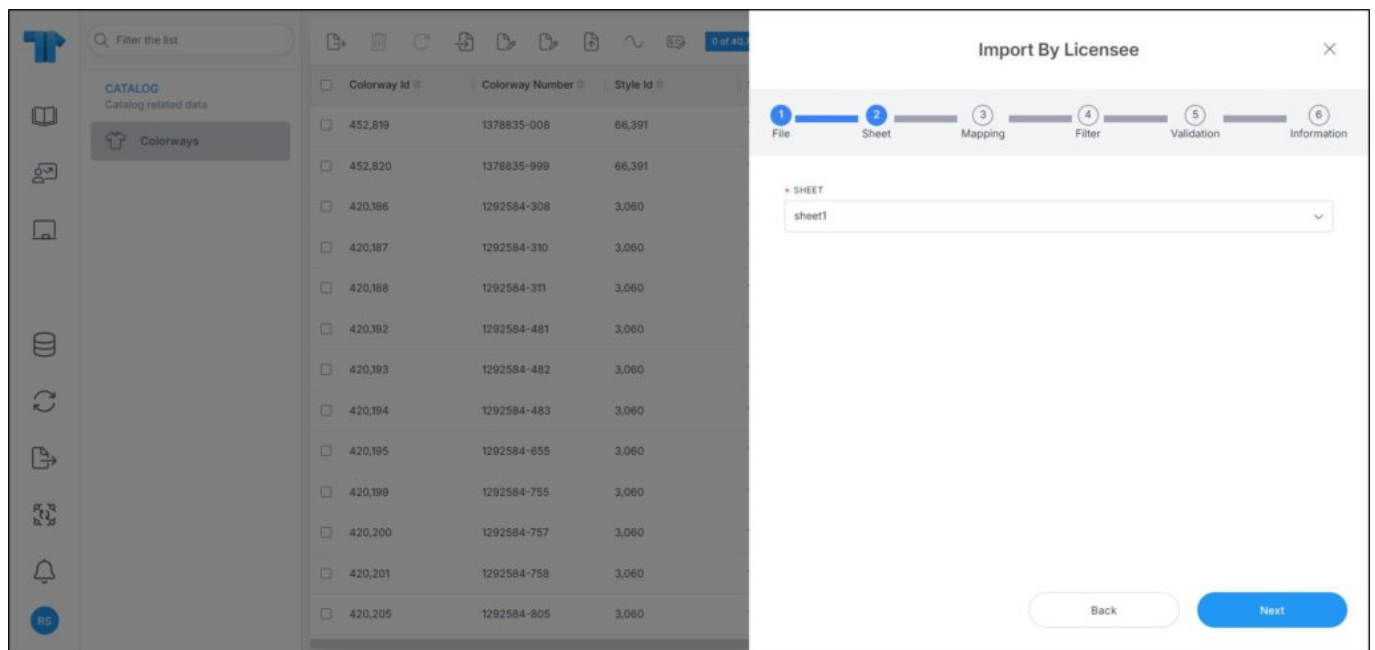 Filter the list
CATALOG
Catalog related data
Colorways
RS
0 of 40,
Colorway Id Colorway Number Style Id
452,819 1378835-008 66,391
452,820 1378835-999 66,391
420,186 1292584-308 3,060
420,187 1292584-310 3,060
420,188 1292584-311 3,060
420,192 1292584-481 3,060
420,193 1292584-482 3,060
420,194 1292584-483 3,060
420,195 1292584-655 3,060
420,199 1292584-755 3,060
420,200 1292584-757 3,060
420,201 1292584-758 3,060
420,205 1292584-805 3,060
Import By Licensee
1 2 3 4 5 6
File Sheet Mapping Filter Validation Information
* SHEET
sheet1
Back Next